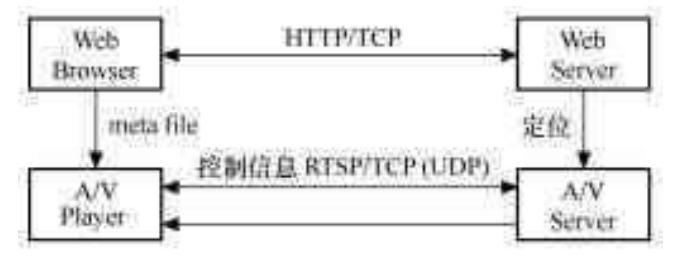 Web
Browser
HTTP/TCP
Web
Server
meta file
定位
控制信息 RTSP/TCP (UDP)
A/V
Player
A/V
Server